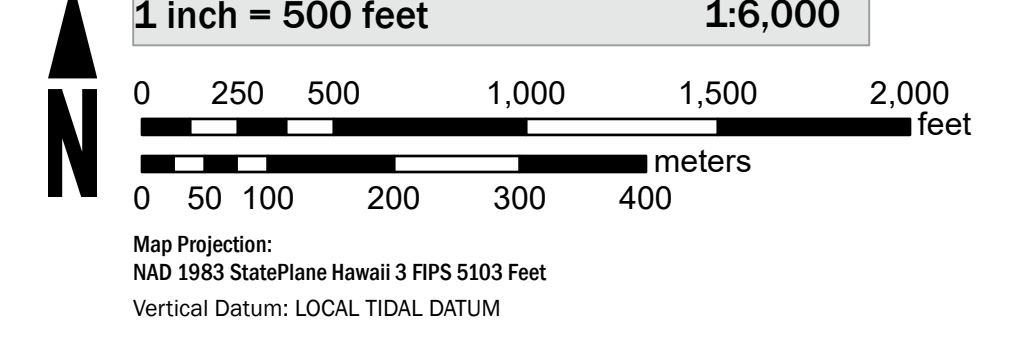 1 inch = 500 feet 1:6,000
0 250 500 1,000 1,500 2,000
feet
meters
0 50 100 200 300 400
N
Map Projection:
NAD 1983 StatePlane Hawaii 3 FIPS 5103 Feet
Vertical Datum: LOCAL TIDAL DATUM